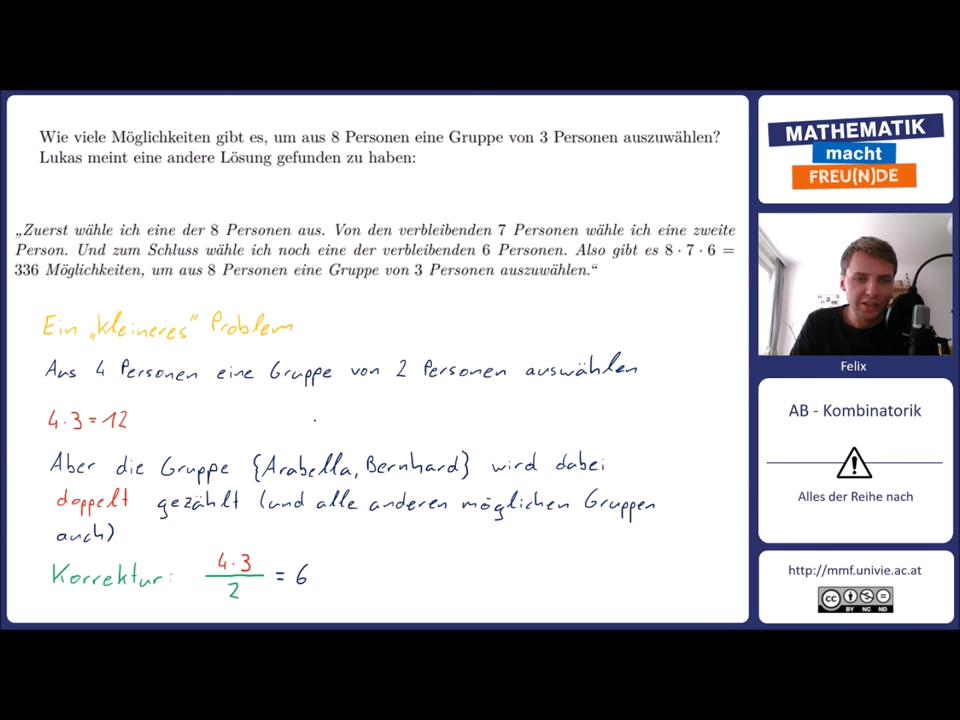 Wie viele Möglichkeiten gibt es, um aus 8 Personen eine Gruppe von 3 Personen auszuwählen?
Lukas meint eine andere Lösung gefunden zu haben:
„Zuerst wähle ich eine der 8 Personen aus. Von den verbleibenden 7 Personen wähle ich eine zweite
Person. Und zum Schluss wähle ich noch eine der verbleibenden 6 Personen. Also gibt es 8 · 7 · 6 =
336 Möglichkeiten, um aus 8 Personen eine Gruppe von 3 Personen auszuwählen.“
Ein „kleineres“ Problem
Aus 4 Personen eine Gruppe von 2 Personen auswählen
4 · 3 = 12
Aber die Gruppe {Arabella, Bernhard} wird dabei
doppelt gezählt (und alle anderen möglichen Gruppen
auch)
Korrektur: 4 · 3 / 2 = 6
MATHEMATIK
macht
FREU(N)DE
Felix
AB - Kombinatorik
Alles der Reihe nach
http://mmf.univie.ac.at
cc
BY NC ND